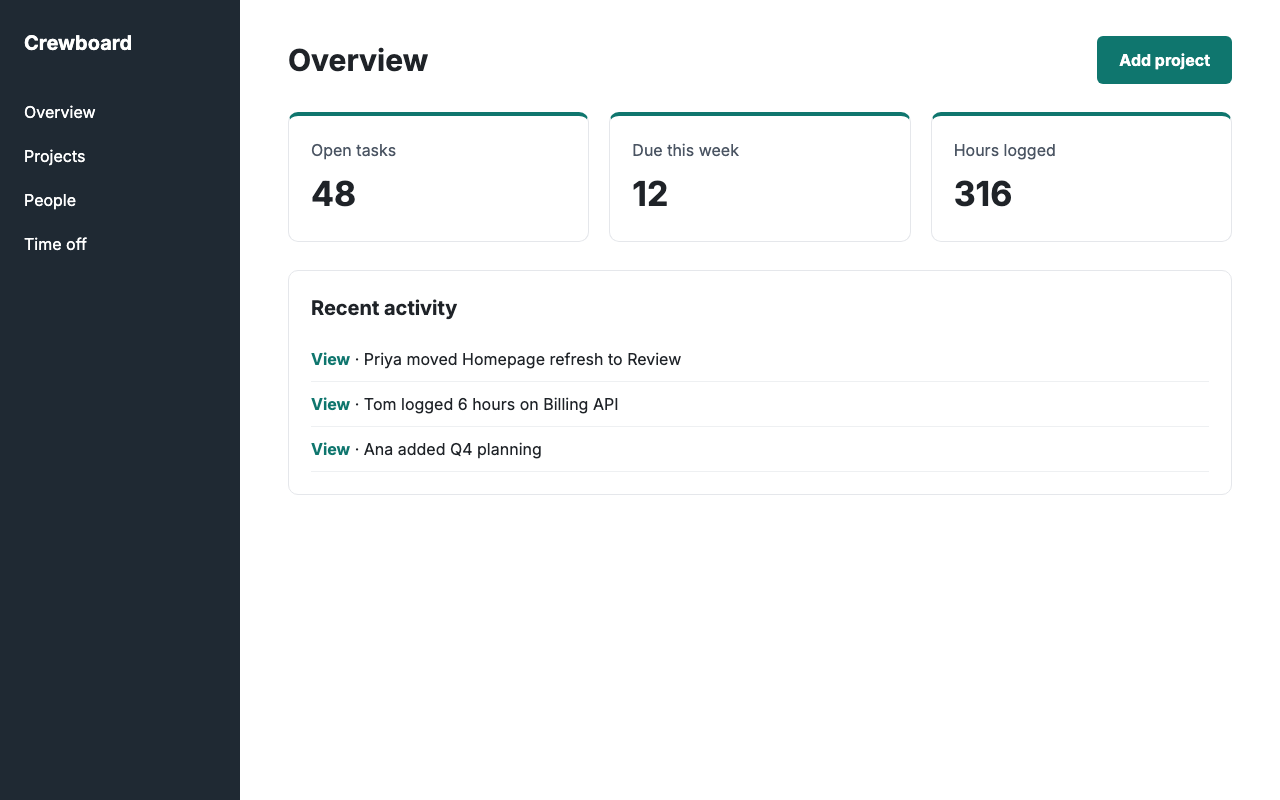 Crewboard
Overview
Projects
People
Time off
Overview
Add project
Open tasks
48
Due this week
12
Hours logged
316
Recent activity
View · Priya moved Homepage refresh to Review
View · Tom logged 6 hours on Billing API
View · Ana added Q4 planning